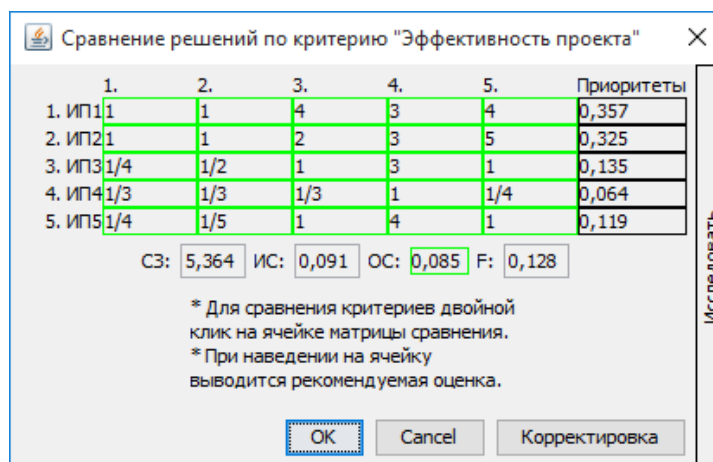 Сравнение решений по критерию "Эффективность проекта"
1. 2. 3. 4. 5. Приоритеты
1. ИП1 1 1 4 3 4 0,357
2. ИП2 1 1 2 3 5 0,325
3. ИП3 1/4 1/2 1 3 1 0,135
4. ИП4 1/3 1/3 1/3 1 1/4 0,064
5. ИП5 1/4 1/5 1 4 1 0,119
СЗ: 5,364 ИС: 0,091 ОС: 0,085 F: 0,128
* Для сравнения критериев двойной
клик на ячейке матрицы сравнения.
* При наведении на ячейку
выводится рекомендуемая оценка.
OK Cancel Корректировка
Исследовать